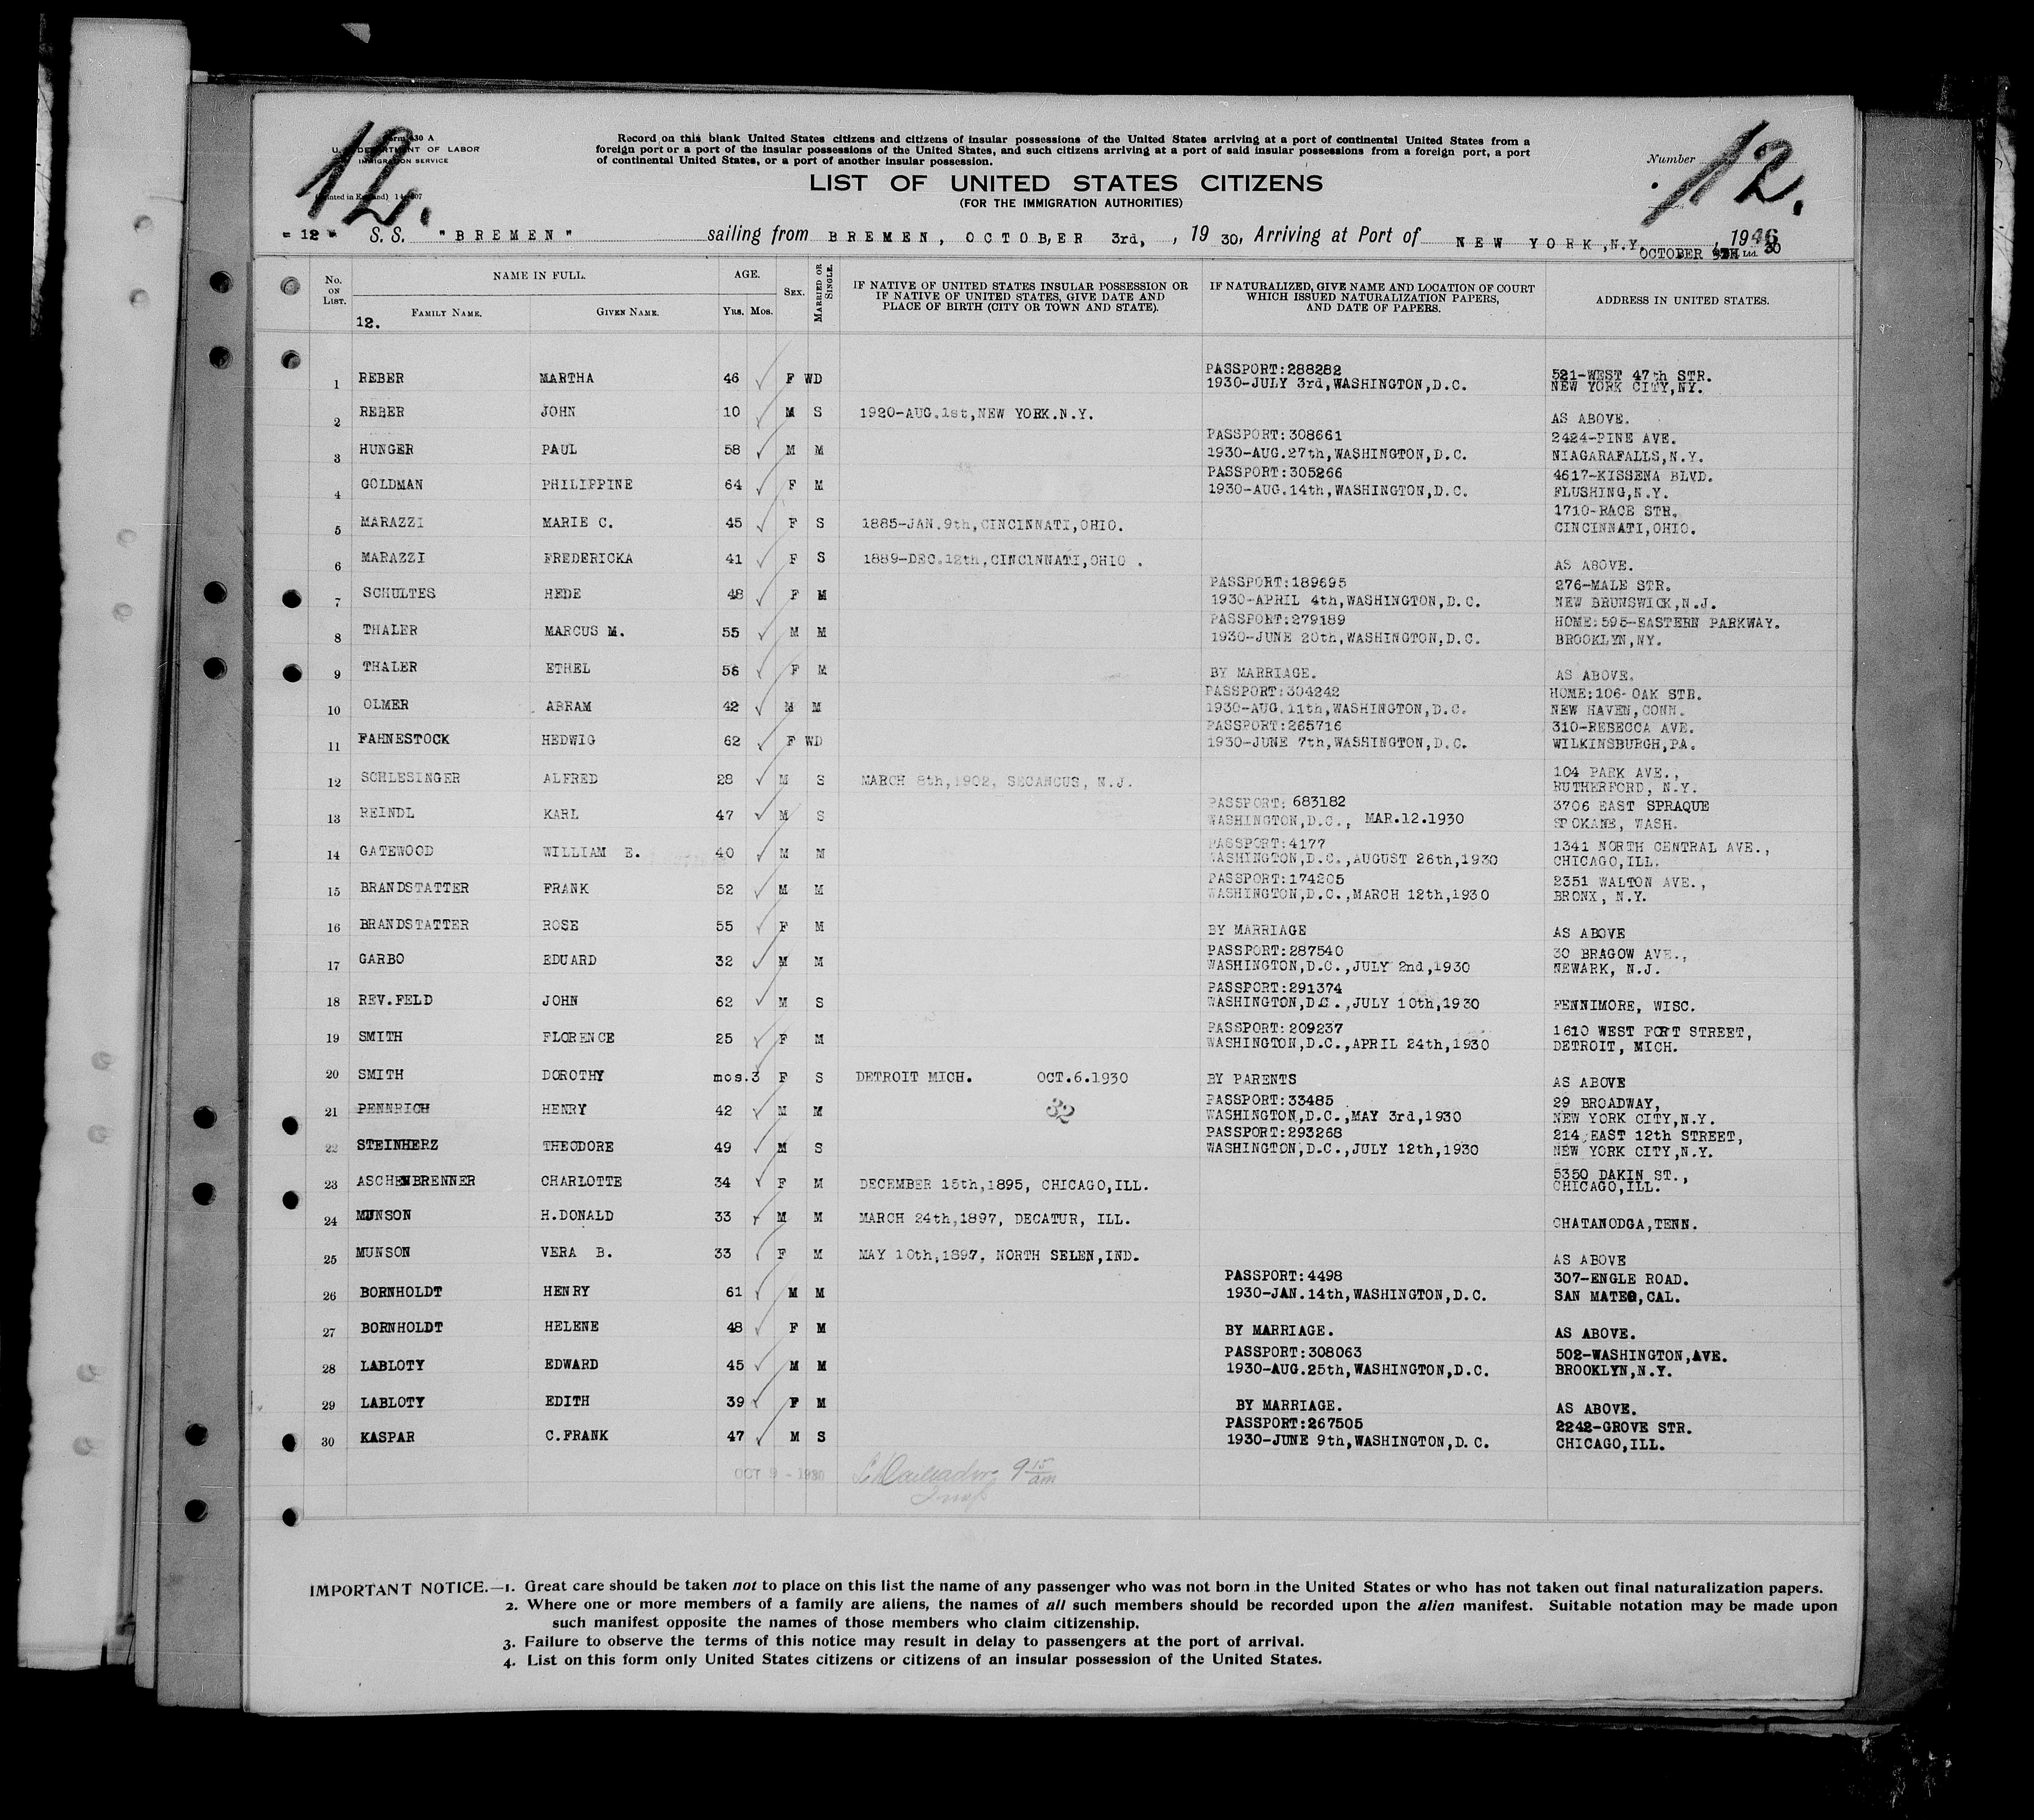 12.
Form 630 A
U. S. DEPARTMENT OF LABOR
IMMIGRATION SERVICE
Record on this blank United States citizens and citizens of insular possessions of the United States arriving at a port of continental United States from a
foreign port or a port of the insular possessions of the United States, and such citizens arriving at a port of said insular possessions from a foreign port, a port
of continental United States, or a port of another insular possession.
Number 12.
LIST OF UNITED STATES CITIZENS
(FOR THE IMMIGRATION AUTHORITIES)
- 12 - S. S. "BREMEN" sailing from BREMEN, OCTOBER 3rd, , 19 30, Arriving at Port of NEW YORK,N.Y. , 19
OCTOBER 30
No. ON LIST. NAME IN FULL. AGE. SEX. MARRIED OR SINGLE. IF NATIVE OF UNITED STATES INSULAR POSSESSION OR IF NATIVE OF UNITED STATES, GIVE DATE AND PLACE OF BIRTH (CITY OR TOWN AND STATE). IF NATURALIZED, GIVE NAME AND LOCATION OF COURT WHICH ISSUED NATURALIZATION PAPERS, AND DATE OF PAPERS. ADDRESS IN UNITED STATES.
12. FAMILY NAME. GIVEN NAME. YRS. MOS.
1 REBER MARTHA 46 F WD PASSPORT:288282 1930-JULY 3rd,WASHINGTON,D.C. 521-WEST 47th STR. NEW YORK CITY,NY.
2 REBER JOHN 10 M S 1920-AUG.1st,NEW YORK.N.Y. AS ABOVE.
3 HUNGER PAUL 58 M M PASSPORT:308661 1930-AUG.27th,WASHINGTON,D.C. 2424-PINE AVE. NIAGARAFALLS,N.Y.
4 GOLDMAN PHILIPPINE 64 F M PASSPORT:305266 1930-AUG.14th,WASHINGTON,D.C. 4617-KISSENA BLVD. FLUSHING,N.Y.
5 MARAZZI MARIE C. 45 F S 1885-JAN.9th,CINCINNATI,OHIO. 1710-RACE STR. CINCINNATI,OHIO.
6 MARAZZI FREDERICKA 41 F S 1889-DEC.12th,CINCINNATI,OHIO . AS ABOVE.
7 SCHULTES HEDE 48 F M PASSPORT:189695 1930-APRIL 4th,WASHINGTON,D.C. 276-MALE STR. NEW BRUNSWICK,N.J.
8 THALER MARCUS M. 55 M M PASSPORT:279189 1930-JUNE 20th,WASHINGTON,D.C. HOME:595-EASTERN PARKWAY. BROOKLYN,NY.
9 THALER ETHEL 56 F M BY MARRIAGE. AS ABOVE.
10 OLMER ABRAM 42 M M PASSPORT:304242 1930-AUG.11th,WASHINGTON,D.C. HOME:106-OAK STR. NEW HAVEN,CONN.
11 FAHNESTOCK HEDWIG 62 F WD PASSPORT:265716 1930-JUNE 7th,WASHINGTON,D.C. 310-REBECCA AVE. WILKINSBURGH,PA.
12 SCHLESINGER ALFRED 28 M S MARCH 8th,1902, SECANCUS, N.J. 104 PARK AVE., RUTHERFORD, N.Y.
13 REINDL KARL 47 M S PASSPORT: 683182 WASHINGTON,D.C., MAR.12.1930 3706 EAST SPRAQUE SPOKANE, WASH.
14 GATEWOOD WILLIAM E. 40 M M PASSPORT:4177 WASHINGTON,D.C.,AUGUST 26th,1930 1341 NORTH CENTRAL AVE., CHICAGO,ILL.
15 BRANDSTATTER FRANK 52 M M PASSPORT:174205 WASHINGTON,D.C.,MARCH 12th,1930 2351 WALTON AVE., BRONX, N.Y.
16 BRANDSTATTER ROSE 55 F M BY MARRIAGE AS ABOVE
17 GARBO EDUARD 32 M M PASSPORT:287540 WASHINGTON,D.C.,JULY 2nd,1930 30 BRAGOW AVE., NEWARK, N.J.
18 REV.FELD JOHN 62 M S PASSPORT:291374 WASHINGTON,D.C.,JULY 10th,1930 FENNIMORE, WISC.
19 SMITH FLORENCE 25 F M PASSPORT:209237 WASHINGTON,D.C.,APRIL 24th,1930 1610 WEST FORT STREET, DETROIT, MICH.
20 SMITH DOROTHY mos.3 F S DETROIT MICH. OCT.6.1930 BY PARENTS AS ABOVE
21 PENNRICH HENRY 42 M M 32 PASSPORT:33485 WASHINGTON,D.C.,MAY 3rd,1930 29 BROADWAY, NEW YORK CITY,N.Y.
22 STEINHERZ THEODORE 49 M S PASSPORT:293268 WASHINGTON,D.C.,JULY 12th,1930 214 EAST 12th STREET, NEW YORK CITY,N.Y.
23 ASCHENBRENNER CHARLOTTE 34 F M DECEMBER 15th,1895, CHICAGO,ILL. 5350 DAKIN ST., CHICAGO,ILL.
24 MUNSON H.DONALD 33 M M MARCH 24th,1897, DECATUR, ILL. CHATANODGA,TENN.
25 MUNSON VERA B. 33 F M MAY 10th,1897, NORTH SELEN,IND. AS ABOVE
26 BORNHOLDT HENRY 61 M M PASSPORT:4498 1930-JAN.14th,WASHINGTON,D.C. 307-ENGLE ROAD. SAN MATEO,CAL.
27 BORNHOLDT HELENE 48 F M BY MARRIAGE. AS ABOVE.
28 LABLOTY EDWARD 45 M M PASSPORT:308063 1930-AUG.25th,WASHINGTON,D.C. 502-WASHINGTON,AVE. BROOKLYN,N.Y.
29 LABLOTY EDITH 39 F M BY MARRIAGE. AS ABOVE.
30 KASPAR C.FRANK 47 M S PASSPORT:267505 1930-JUNE 9th,WASHINGTON,D.C. 2242-GROVE STR. CHICAGO,ILL.
OCT 9 - 1930 9 15 am
Insp
IMPORTANT NOTICE.—1. Great care should be taken not to place on this list the name of any passenger who was not born in the United States or who has not taken out final naturalization papers.
2. Where one or more members of a family are aliens, the names of all such members should be recorded upon the alien manifest. Suitable notation may be made upon
such manifest opposite the names of those members who claim citizenship.
3. Failure to observe the terms of this notice may result in delay to passengers at the port of arrival.
4. List on this form only United States citizens or citizens of an insular possession of the United States.